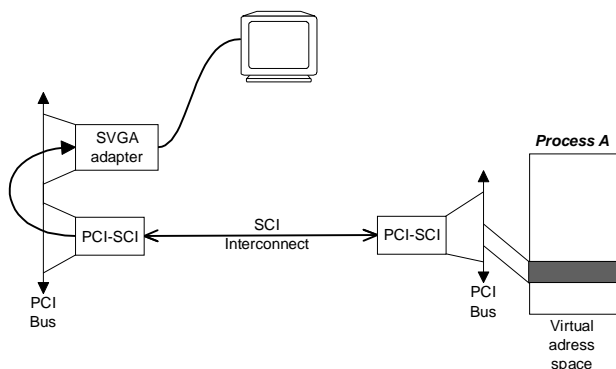 SVGA
adapter
Process A
PCI-SCI
SCI
Interconnect
PCI-SCI
PCI
Bus
PCI
Bus
Virtual
adress
space